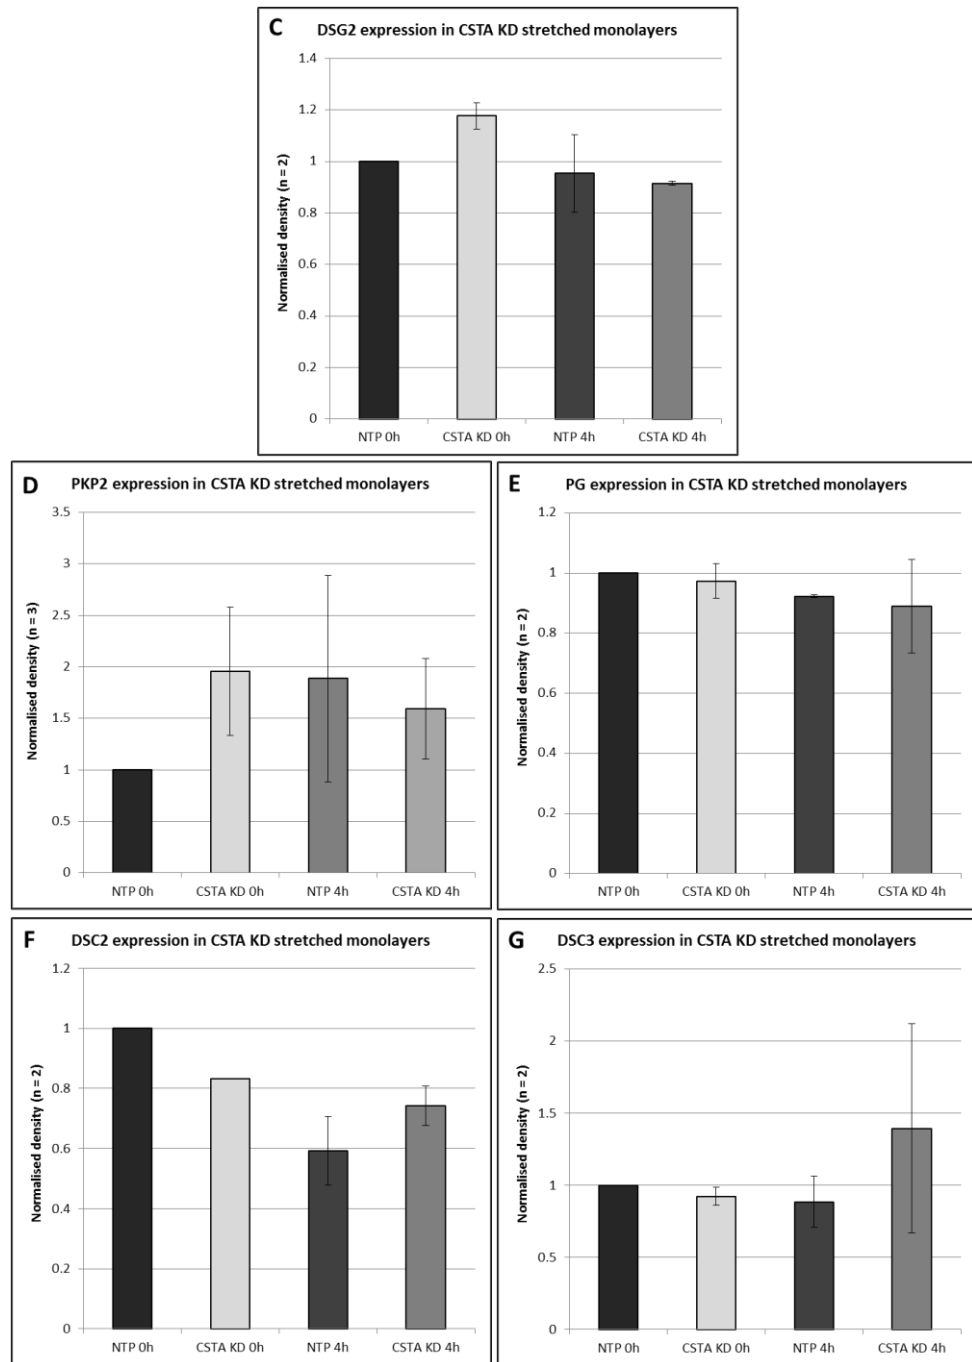 C DSG2 expression in CSTA KD stretched monolayers
Normalised density (n = 2)
1.4
1.2
1
0.8
0.6
0.4
0.2
0
NTP 0h CSTA KD 0h NTP 4h CSTA KD 4h
D PKP2 expression in CSTA KD stretched monolayers
Normalised density (n = 3)
3.5
3
2.5
2
1.5
1
0.5
0
NTP 0h CSTA KD 0h NTP 4h CSTA KD 4h
E PG expression in CSTA KD stretched monolayers
Normalised density (n = 2)
1.2
1
0.8
0.6
0.4
0.2
0
NTP 0h CSTA KD 0h NTP 4h CSTA KD 4h
F DSC2 expression in CSTA KD stretched monolayers
Normalised density (n = 2)
1.2
1
0.8
0.6
0.4
0.2
0
NTP 0h CSTA KD 0h NTP 4h CSTA KD 4h
G DSC3 expression in CSTA KD stretched monolayers
Normalised density (n = 2)
2.5
2
1.5
1
0.5
0
NTP 0h CSTA KD 0h NTP 4h CSTA KD 4h